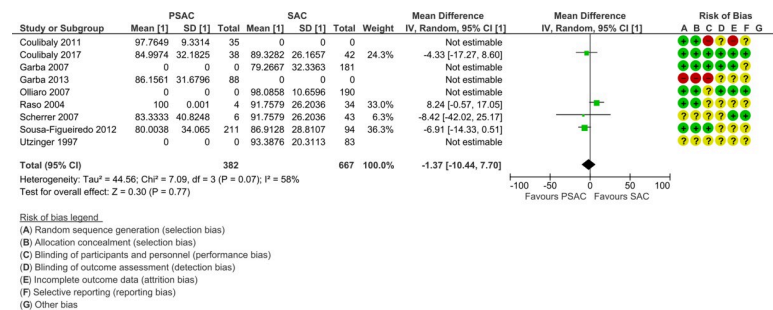 PSAC SAC Mean Difference Mean Difference Risk of Bias
Study or Subgroup Mean [1] SD [1] Total Mean [1] SD [1] Total Weight IV, Random, 95% CI [1] IV, Random, 95% CI [1] A B C D E F G
Coulibaly 2011 97.7649 9.3314 35 0 0 0 Not estimable + + − ? − ?
Coulibaly 2017 84.9974 32.1825 38 89.3282 26.1657 42 24.3% -4.33 [-17.27, 8.60] + + + + + +
Garba 2007 0 0 0 79.2667 32.3363 181 Not estimable
Garba 2013 86.1561 31.6796 88 0 0 0 Not estimable
Olliaro 2007 0 0 0 98.0858 10.6596 190 Not estimable
Raso 2004 100 0.001 4 91.7579 26.2036 34 33.0% 8.24 [-0.57, 17.05]
Scherrer 2007 83.3333 40.8248 6 91.7579 26.2036 43 6.3% -8.42 [-42.02, 25.17]
Sousa-Figueiredo 2012 80.0038 34.065 211 86.9128 28.8107 94 36.3% -6.91 [-14.33, 0.51]
Utzinger 1997 0 0 0 93.3876 20.3113 83 Not estimable ? ? ? ? ? ?
Total (95% CI) 382 667 100.0% -1.37 [-10.44, 7.70]
Heterogeneity: Tau² = 44.56; Chi² = 7.09, df = 3 (P = 0.07); I² = 58%
Test for overall effect: Z = 0.30 (P = 0.77)
-100 -50 0 50 100
Favours PSAC Favours SAC
Risk of bias legend
(A) Random sequence generation (selection bias)
(B) Allocation concealment (selection bias)
(C) Blinding of participants and personnel (performance bias)
(D) Blinding of outcome assessment (detection bias)
(E) Incomplete outcome data (attrition bias)
(F) Selective reporting (reporting bias)
(G) Other bias